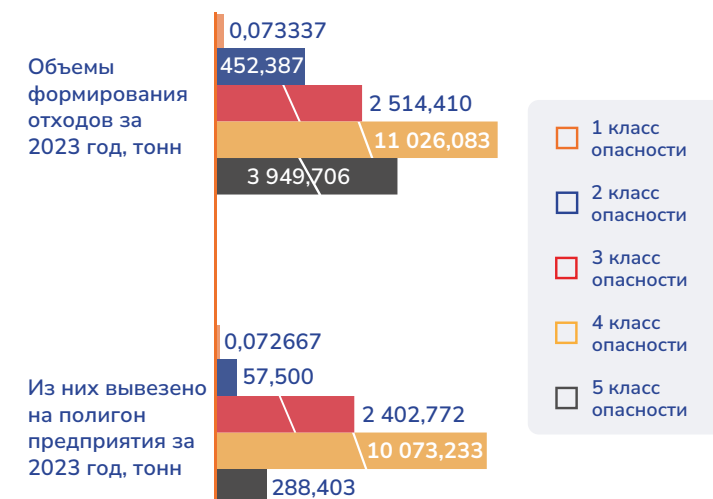 0,073337
452,387
Объемы
формирования
отходов за
2023 год, тонн
2 514,410
11 026,083
3 949,706
1 класс
опасности
2 класс
опасности
3 класс
опасности
4 класс
опасности
5 класс
опасности
0,072667
57,500
Из них вывезено
на полигон
предприятия за
2023 год, тонн
2 402,772
10 073,233
288,403